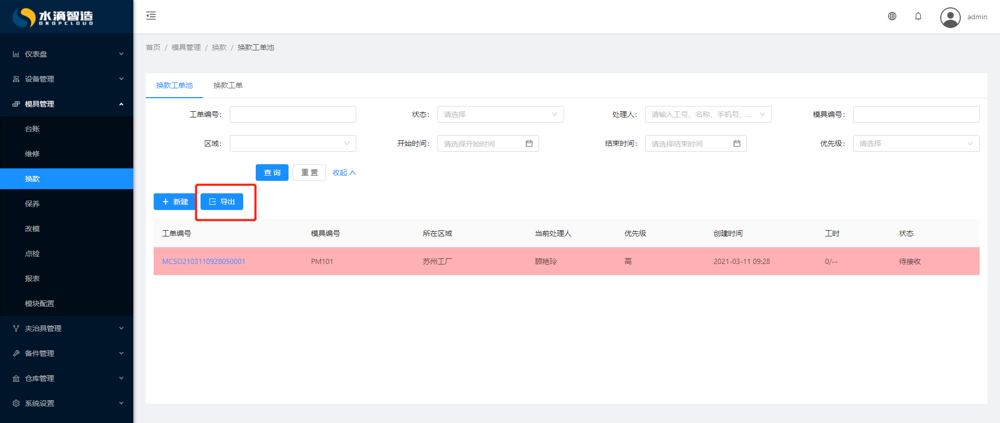 水滴智造
DROPCLOUD
admin
仪表盘
设备管理
模具管理
台账
维修
换款
保养
改模
点检
报表
模块配置
夹治具管理
备件管理
仓库管理
系统设置
首页 / 模具管理 / 换款 / 换款工单池
换款工单池 换款工单
工单编号: 状态: 请选择 处理人: 请输入工号、名称、手机号、... 模具编号:
区域: 开始时间: 请选择开始时间 结束时间: 请选择结束时间 优先级: 请选择
查 询 重 置 收起
新建 导出
工单编号 模具编号 所在区域 当前处理人 优先级 创建时间 工时 状态
MCSO2103110928050001 PM101 苏州工厂 顾艳玲 高 2021-03-11 09:28 0/-- 待接收